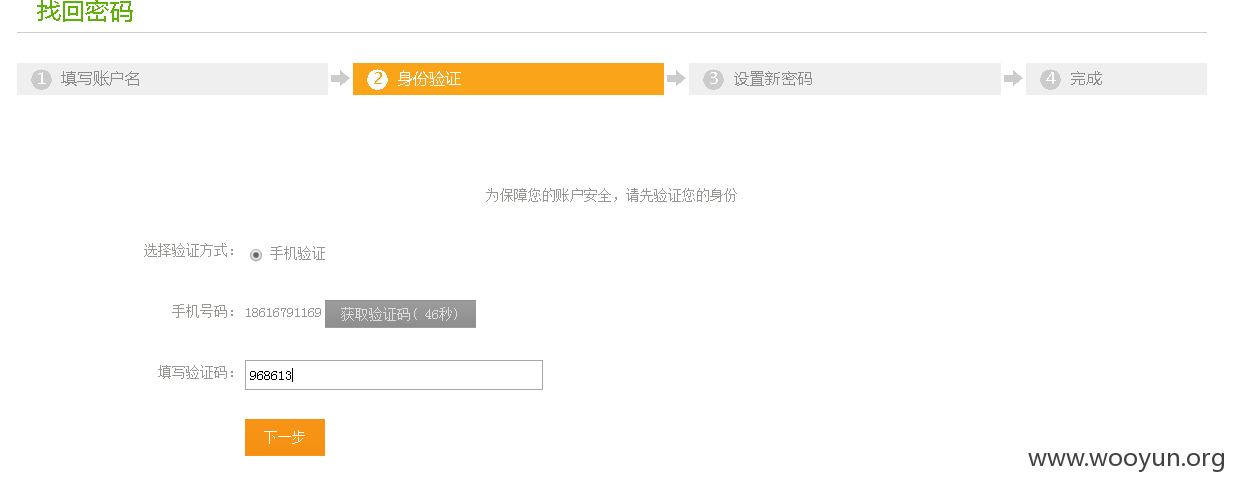 找回密码
1 填写账户名 2 身份验证 3 设置新密码 4 完成
为保障您的账户安全，请先验证您的身份
选择验证方式： 手机验证
手机号码： 18616791169 获取验证码( 46秒)
填写验证码： 968613
下一步
www.wooyun.org